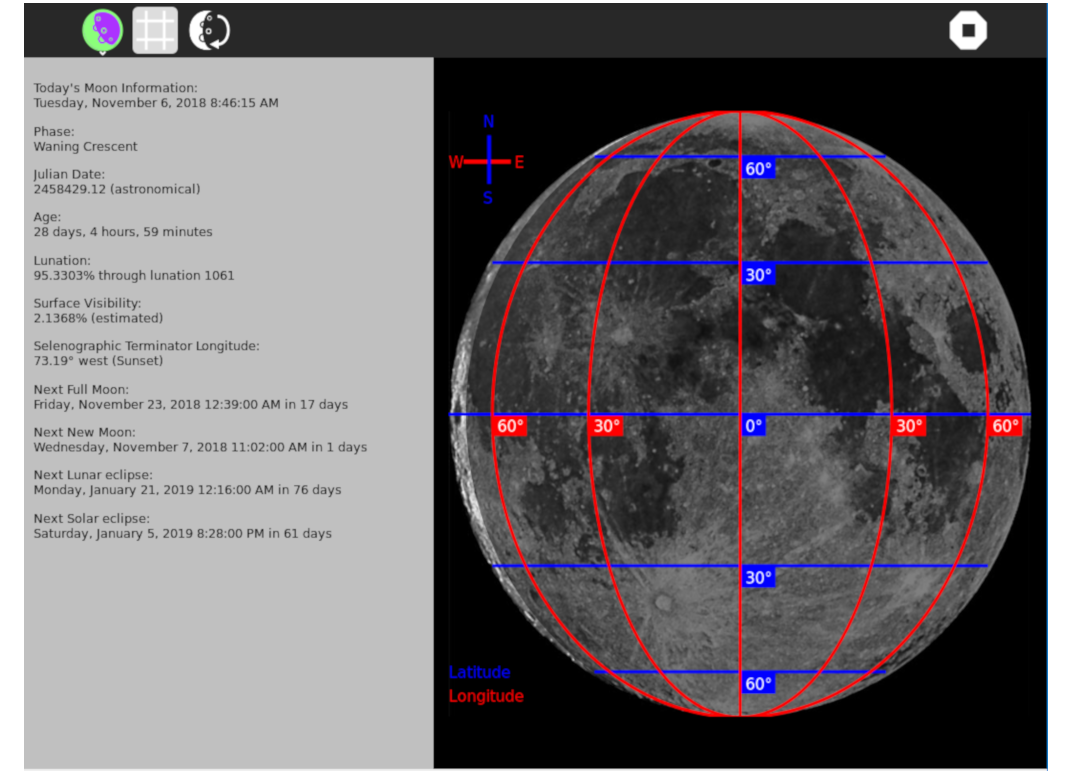 Today's Moon Information:
Tuesday, November 6, 2018 8:46:15 AM
Phase:
Waning Crescent
Julian Date:
2458429.12 (astronomical)
Age:
28 days, 4 hours, 59 minutes
Lunation:
95.3303% through lunation 1061
Surface Visibility:
2.1368% (estimated)
Selenographic Terminator Longitude:
73.19° west (Sunset)
Next Full Moon:
Friday, November 23, 2018 12:39:00 AM in 17 days
Next New Moon:
Wednesday, November 7, 2018 11:02:00 AM in 1 days
Next Lunar eclipse:
Monday, January 21, 2019 12:16:00 AM in 76 days
Next Solar eclipse:
Saturday, January 5, 2019 8:28:00 PM in 61 days
N
W E
S
60°
30°
60° 30° 0° 30° 60°
30°
60°
Latitude
Longitude